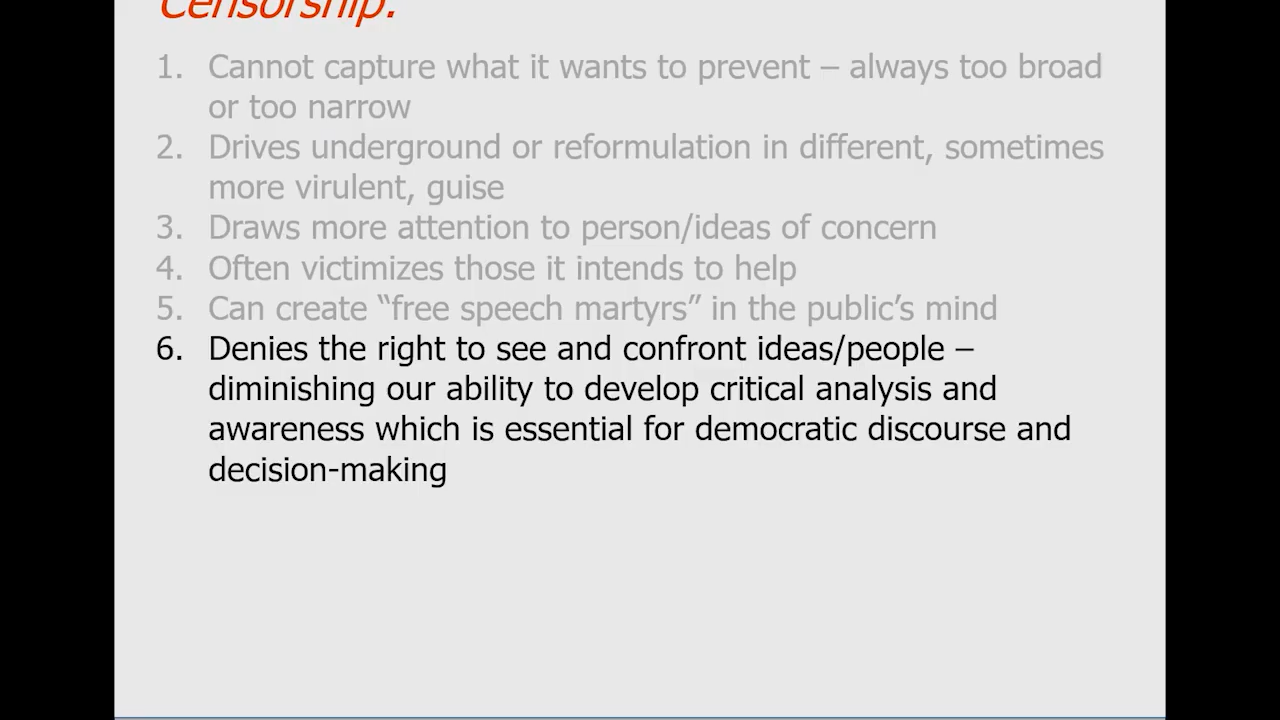 Censorship:
1. Cannot capture what it wants to prevent – always too broad
or too narrow
2. Drives underground or reformulation in different, sometimes
more virulent, guise
3. Draws more attention to person/ideas of concern
4. Often victimizes those it intends to help
5. Can create “free speech martyrs” in the public’s mind
6. Denies the right to see and confront ideas/people –
diminishing our ability to develop critical analysis and
awareness which is essential for democratic discourse and
decision-making